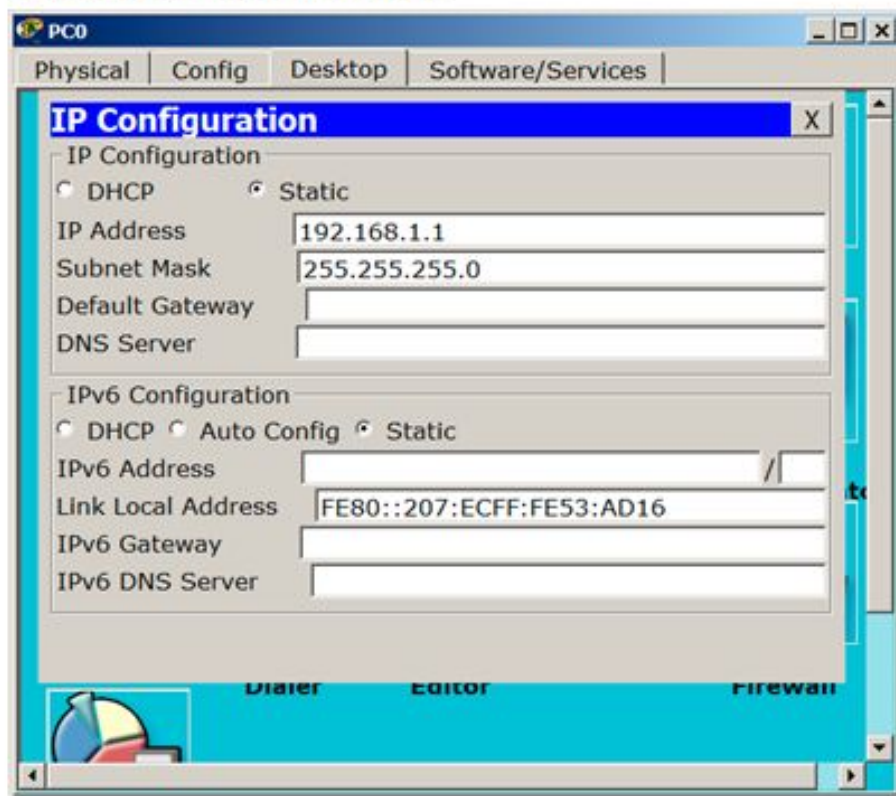 PC0
Physical Config Desktop Software/Services
IP Configuration X
IP Configuration
DHCP Static
IP Address 192.168.1.1
Subnet Mask 255.255.255.0
Default Gateway
DNS Server
IPv6 Configuration
DHCP Auto Config Static
IPv6 Address /
Link Local Address FE80::207:ECFF:FE53:AD16
IPv6 Gateway
IPv6 DNS Server
Dialer Editor Firewall